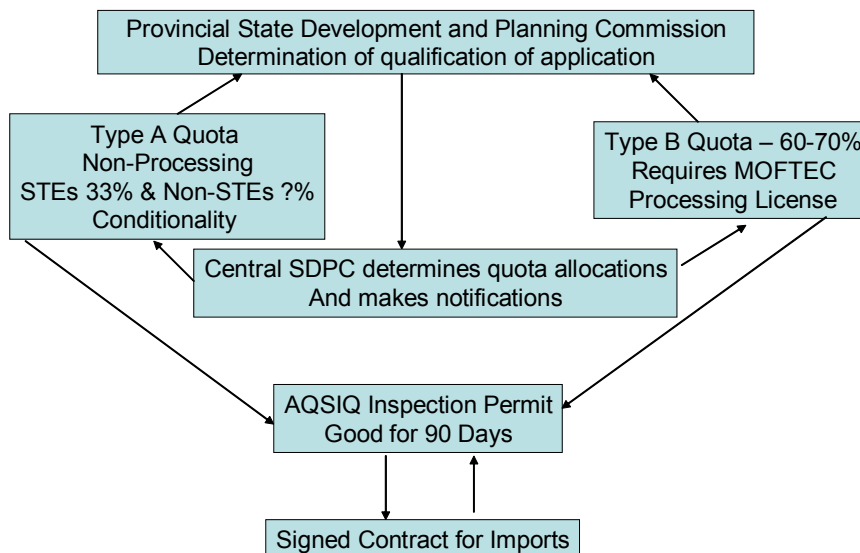 Provincial State Development and Planning Commission
Determination of qualification of application
Type A Quota
Non-Processing
STEs 33% & Non-STEs ?%
Conditionality
Type B Quota – 60-70%
Requires MOFTEC
Processing License
Central SDPC determines quota allocations
And makes notifications
AQSIQ Inspection Permit
Good for 90 Days
Signed Contract for Imports